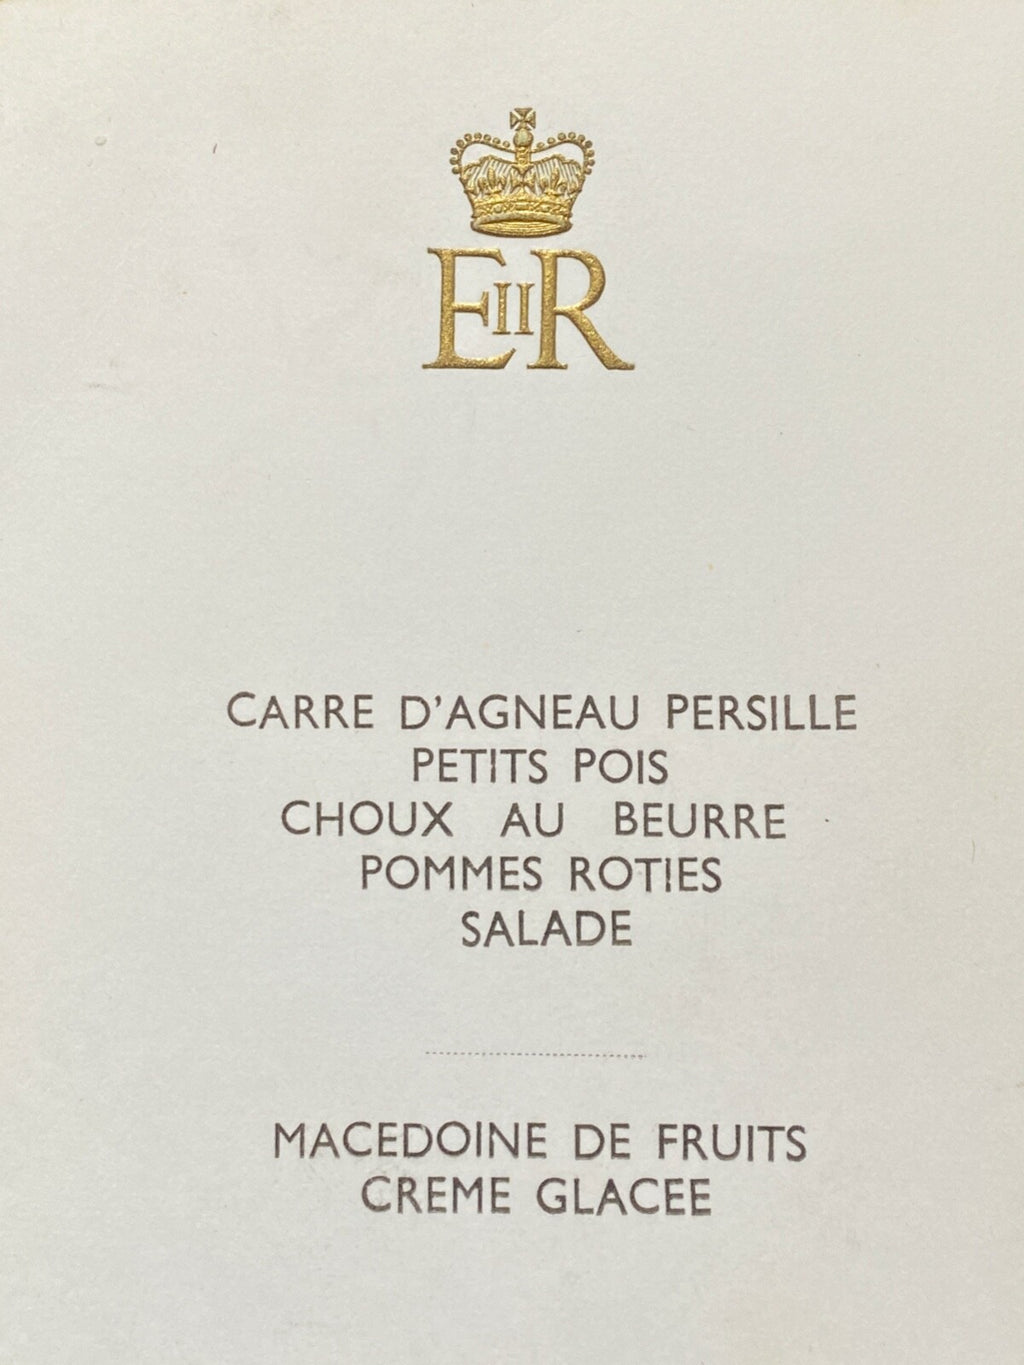 EIIR
CARRE D'AGNEAU PERSILLE
PETITS POIS
CHOUX AU BEURRE
POMMES ROTIES
SALADE
MACEDOINE DE FRUITS
CREME GLACEE